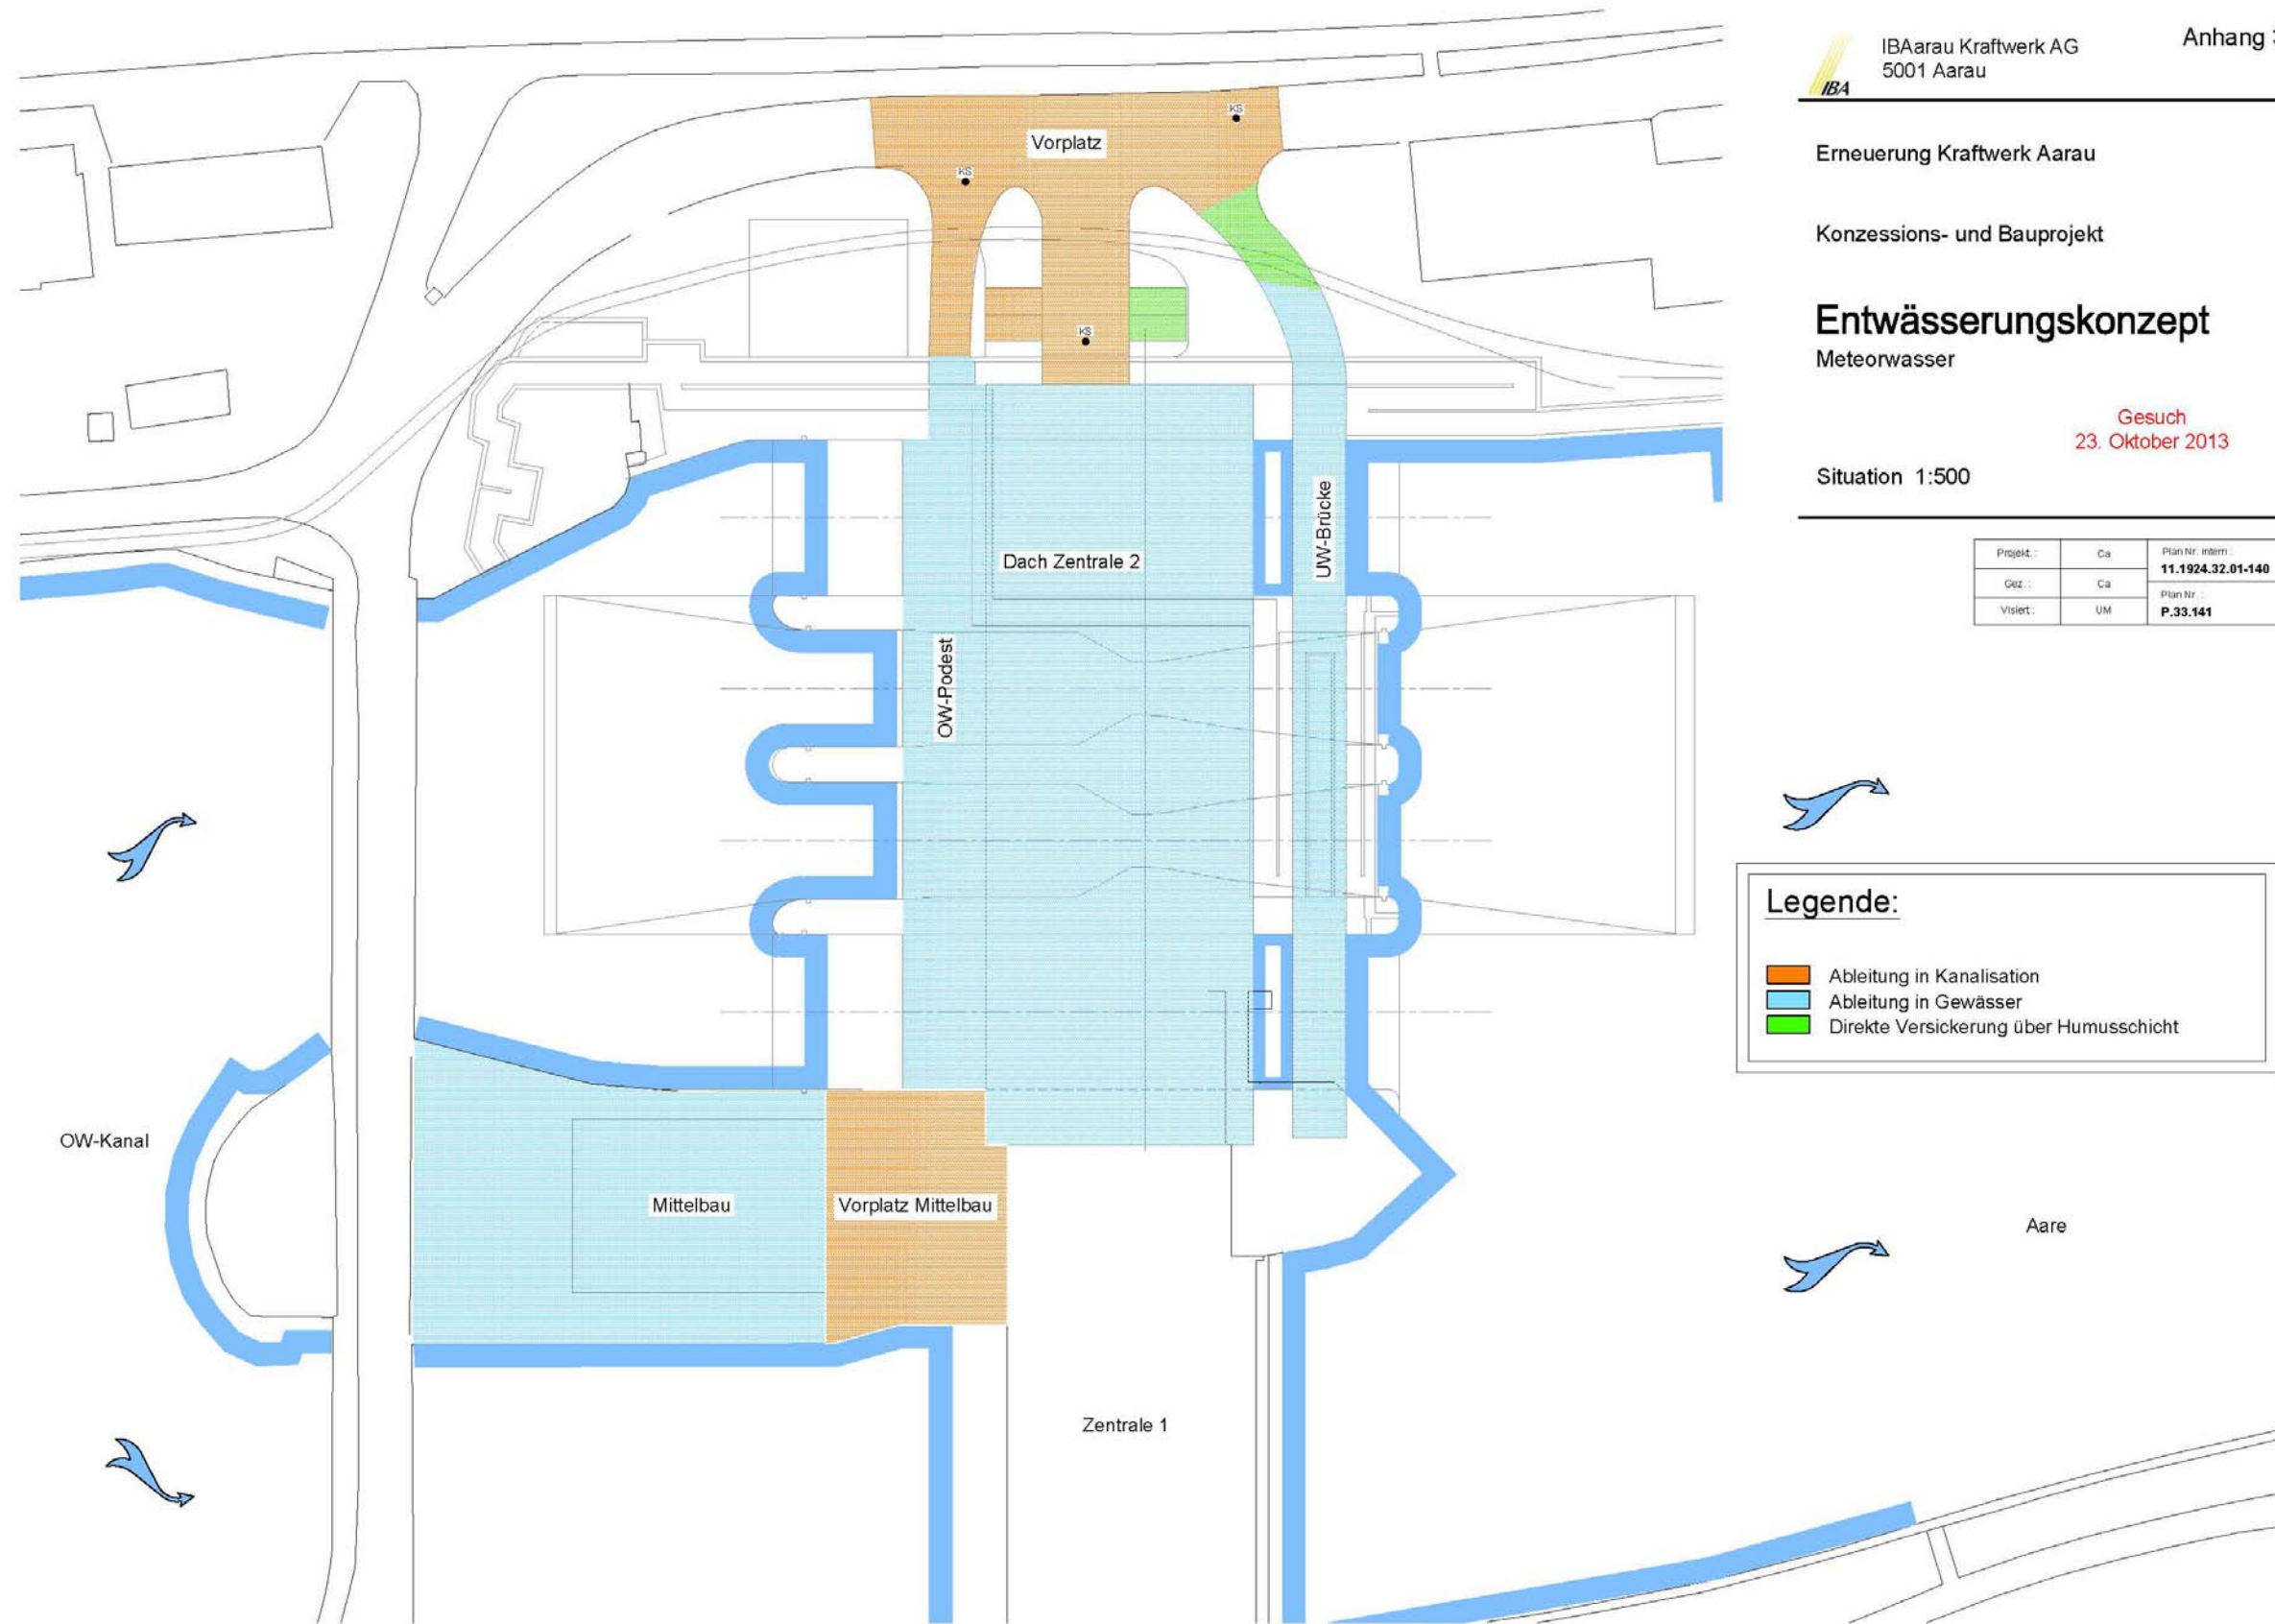 IBAarau Kraftwerk AG
5001 Aarau
IBA
Anhang
Erneuerung Kraftwerk Aarau
Konzessions- und Bauprojekt
Entwässerungskonzept
Meteorwasser
Gesuch
23. Oktober 2013
Situation 1:500
Projekt.: Ca Plan Nr. intern:
11.1924.32.01-140
Gez.: Ca
Plan Nr.:
Visiert: UM P.33.141
KS
Vorplatz
KS
KS
Dach Zentrale 2
UW-Brücke
OW-Podest
Legende:
Ableitung in Kanalisation
Ableitung in Gewässer
Direkte Versickerung über Humusschicht
OW-Kanal
Mittelbau
Vorplatz Mittelbau
Aare
Zentrale 1